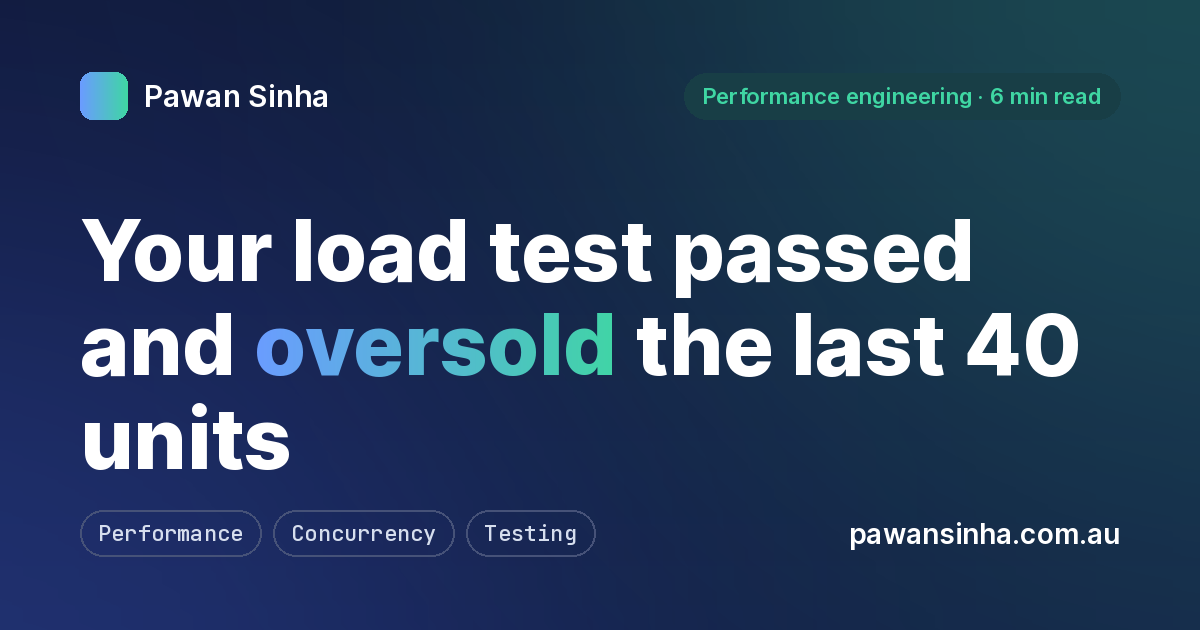 Pawan Sinha
Performance engineering · 6 min read
Your load test passed
and oversold the last 40
units
Performance
Concurrency
Testing
pawansinha.com.au